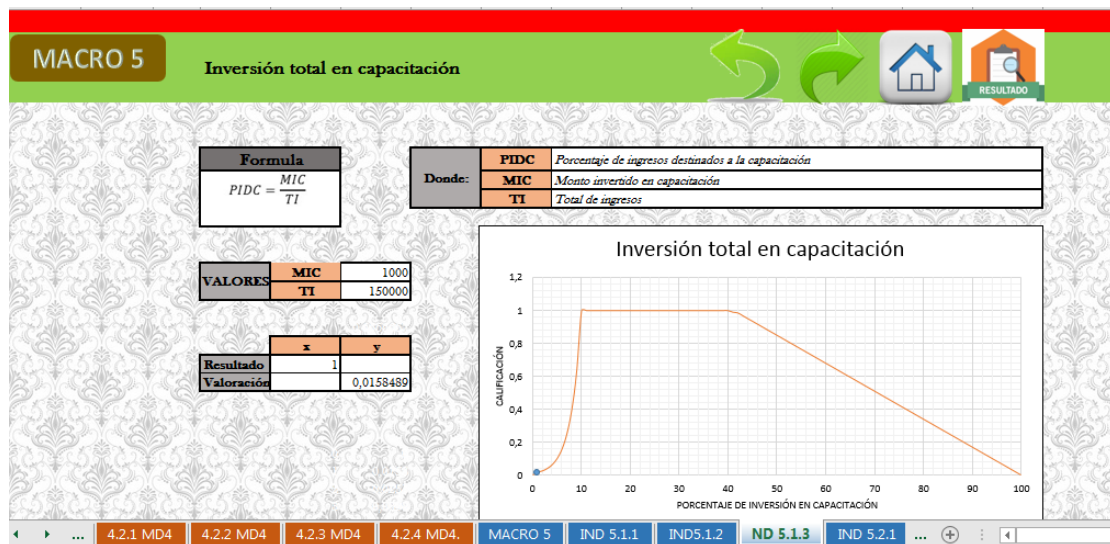 MACRO 5
Inversión total en capacitación
RESULTADO
Formula
PIDC = MIC / TI
Donde:
PIDC Porcentaje de ingresos destinados a la capacitación
MIC Monto invertido en capacitación
TI Total de ingresos
VALORES
MIC 1000
TI 150000
x y
Resultado 1
Valoración 0,0158489
Inversión total en capacitación
1,2
1
0,8
0,6
0,4
0,2
0
CALIFICACIÓN
0 10 20 30 40 50 60 70 80 90 100
PORCENTAJE DE INVERSIÓN EN CAPACITACIÓN
... 4.2.1 MD4 4.2.2 MD4 4.2.3 MD4 4.2.4 MD4. MACRO 5 IND 5.1.1 IND5.1.2 ND 5.1.3 IND 5.2.1 ...